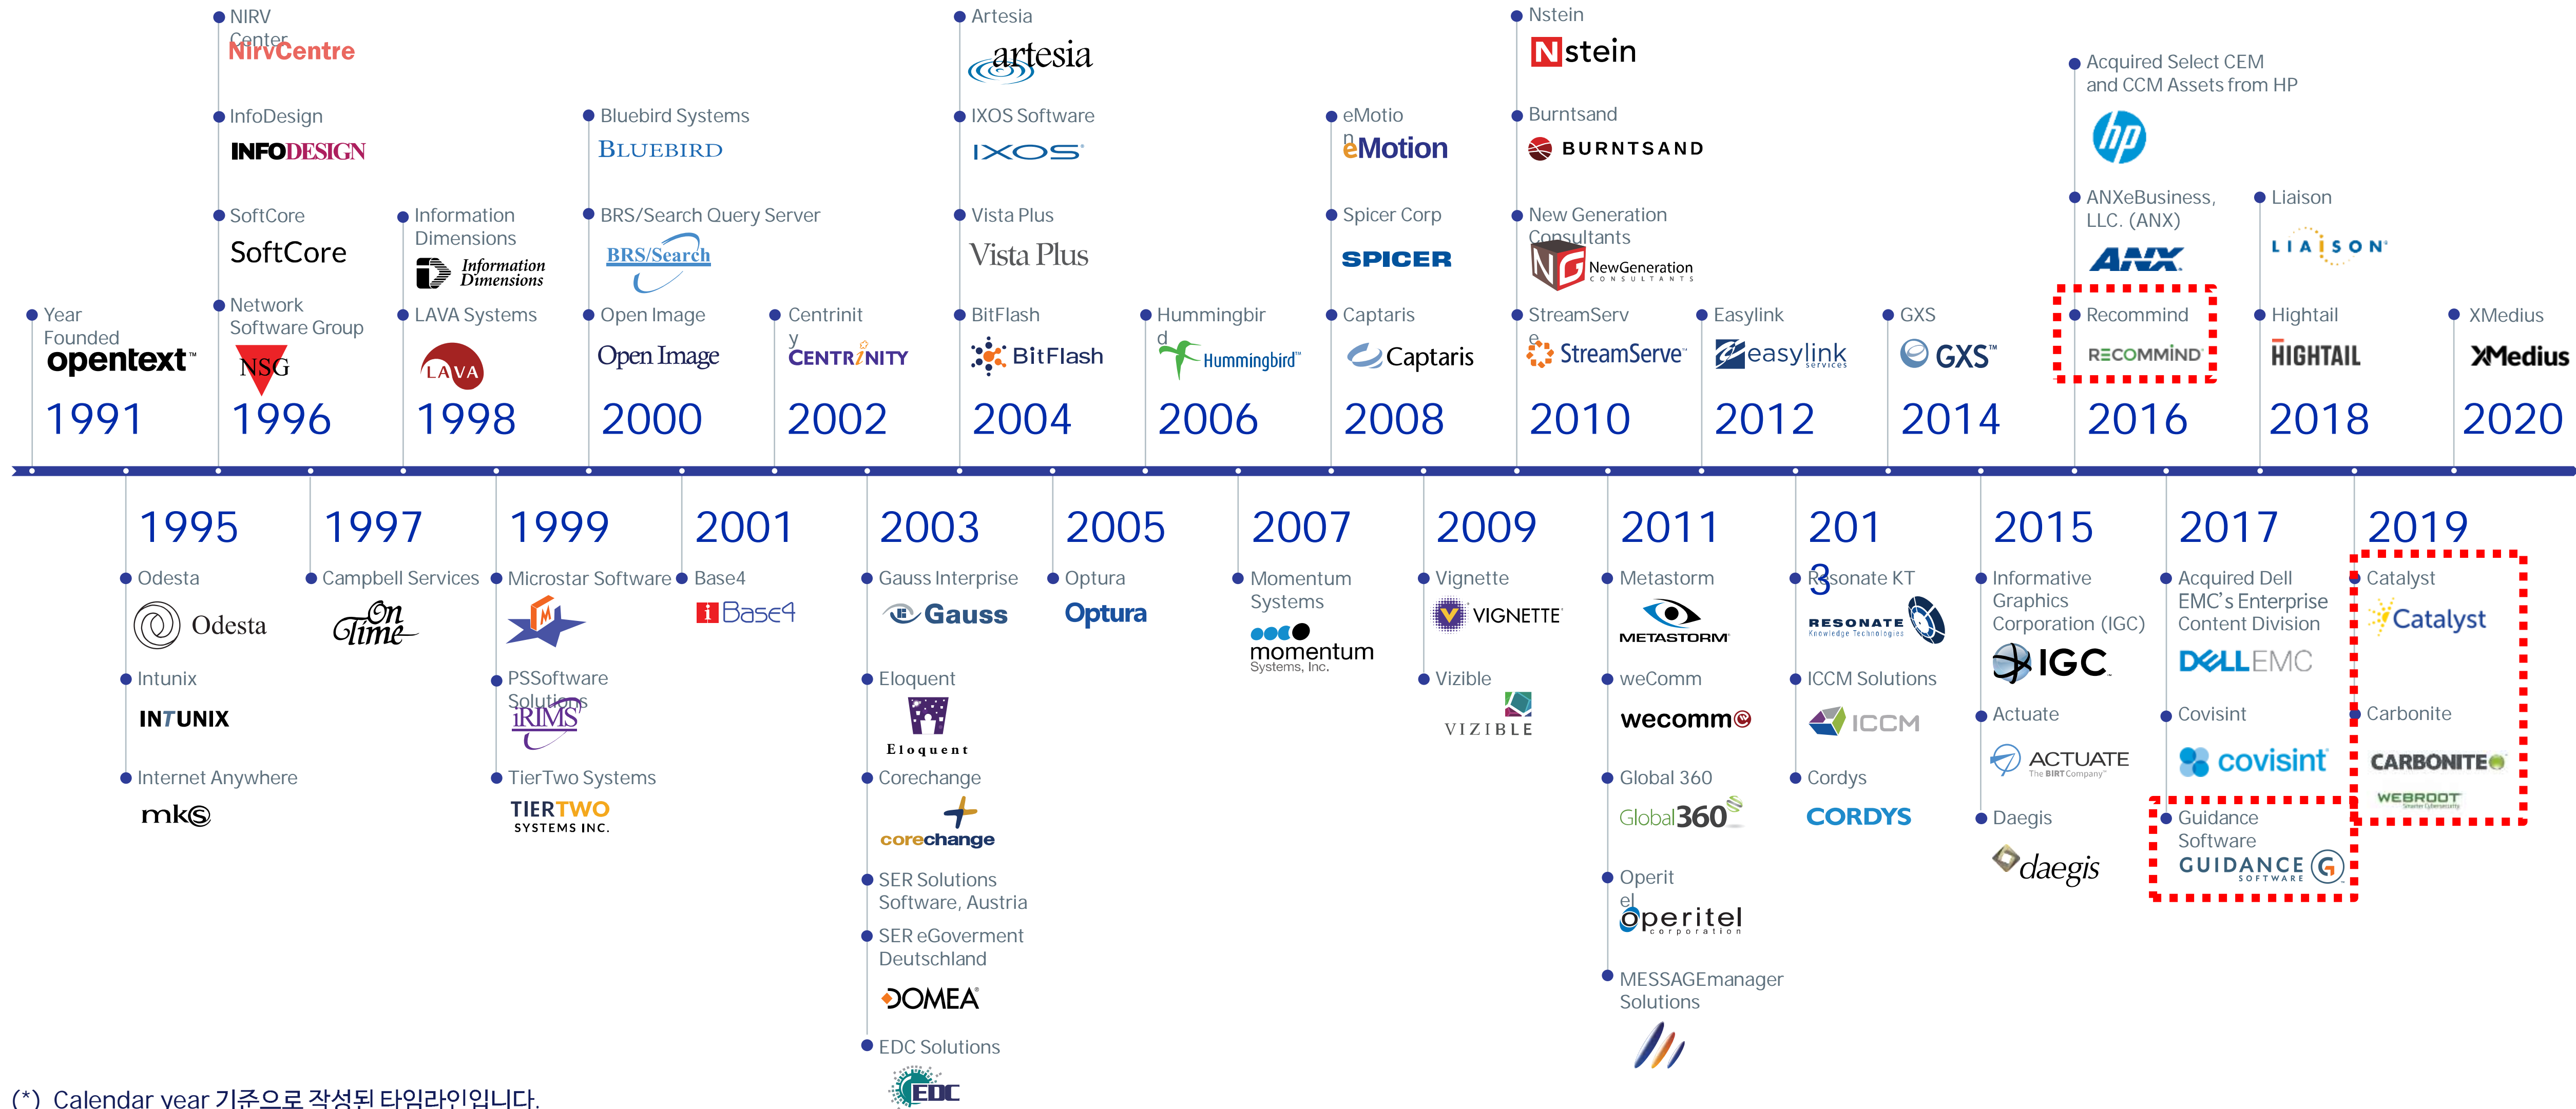 NIRV
Center
NirvCentre
InfoDesign
INFODESIGN
SoftCore
SoftCore
Network
Software Group
NSG
Year
Founded
opentext™
1991
1996
Information
Dimensions
Information
Dimensions
LAVA Systems
LAVA
1998
Bluebird Systems
BLUEBIRD
BRS/Search Query Server
BRS/Search
Open Image
Open Image
2000
Centrinit
y
CENTRINITY
2002
Artesia
artesia
IXOS Software
IXOS®
Vista Plus
Vista Plus
BitFlash
BitFlash
2004
Hummingbir
d
Hummingbird™
2006
eMotio
n
eMotion
Spicer Corp
SPICER
Captaris
Captaris
2008
Nstein
Nstein
Burntsand
BURNTSAND
New Generation
Consultants
NG
NewGeneration
CONSULTANTS
StreamServ
e
StreamServe™
2010
Easylink
easylink
services
2012
GXS
GXS™
2014
Acquired Select CEM
and CCM Assets from HP
hp
ANXeBusiness,
LLC. (ANX)
ANX
Recommind
RECOMMIND
2016
Liaison
LIAISON®
Hightail
HIGHTAIL
2018
XMedius
XMedius
2020
1995
Odesta
Odesta
Intunix
INTUNIX
Internet Anywhere
mks
1997
Campbell Services
On
Time
1999
Microstar Software
PSSoftware
Solutions
iRIMS
TierTwo Systems
TIERTWO
SYSTEMS INC.
2001
Base4
Base4
2003
Gauss Interprise
Gauss
Eloquent
Eloquent
Corechange
corechange
SER Solutions
Software, Austria
SER eGoverment
Deutschland
DOMEA®
EDC Solutions
EDC
2005
Optura
Optura
2007
Momentum
Systems
momentum
Systems, Inc.
2009
Vignette
VIGNETTE
Vizible
VIZIBLE
2011
Metastorm
METASTORM
weComm
wecomm
Global 360
Global360
Operit
el
operitel
corporation
MESSAGEmanager
Solutions
201
3
Resonate KT
RESONATE
Knowledge Technologies
ICCM Solutions
ICCM
Cordys
CORDYS
2015
Informative
Graphics
Corporation (IGC)
IGC
Actuate
ACTUATE
The BIRT Company™
Daegis
daegis
2017
Acquired Dell
EMC's Enterprise
Content Division
DELLEMC
Covisint
covisint
Guidance
Software
GUIDANCE
SOFTWARE
2019
Catalyst
Catalyst
Carbonite
CARBONITE
WEBROOT
Smarter Cybersecurity
(*) Calendar year 기준으로 작성된 타임라인입니다.